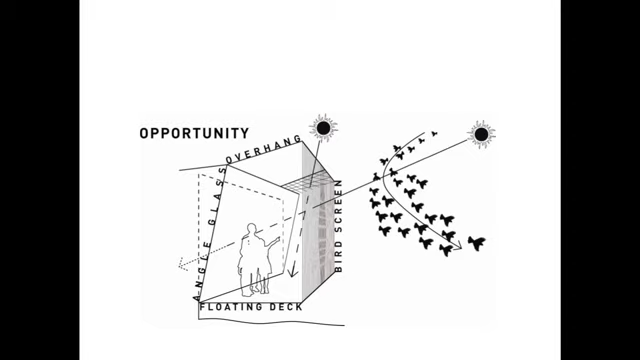 OPPORTUNITY
OVERHANG
ANGLE GLASS
BIRD SCREEN
FLOATING DECK